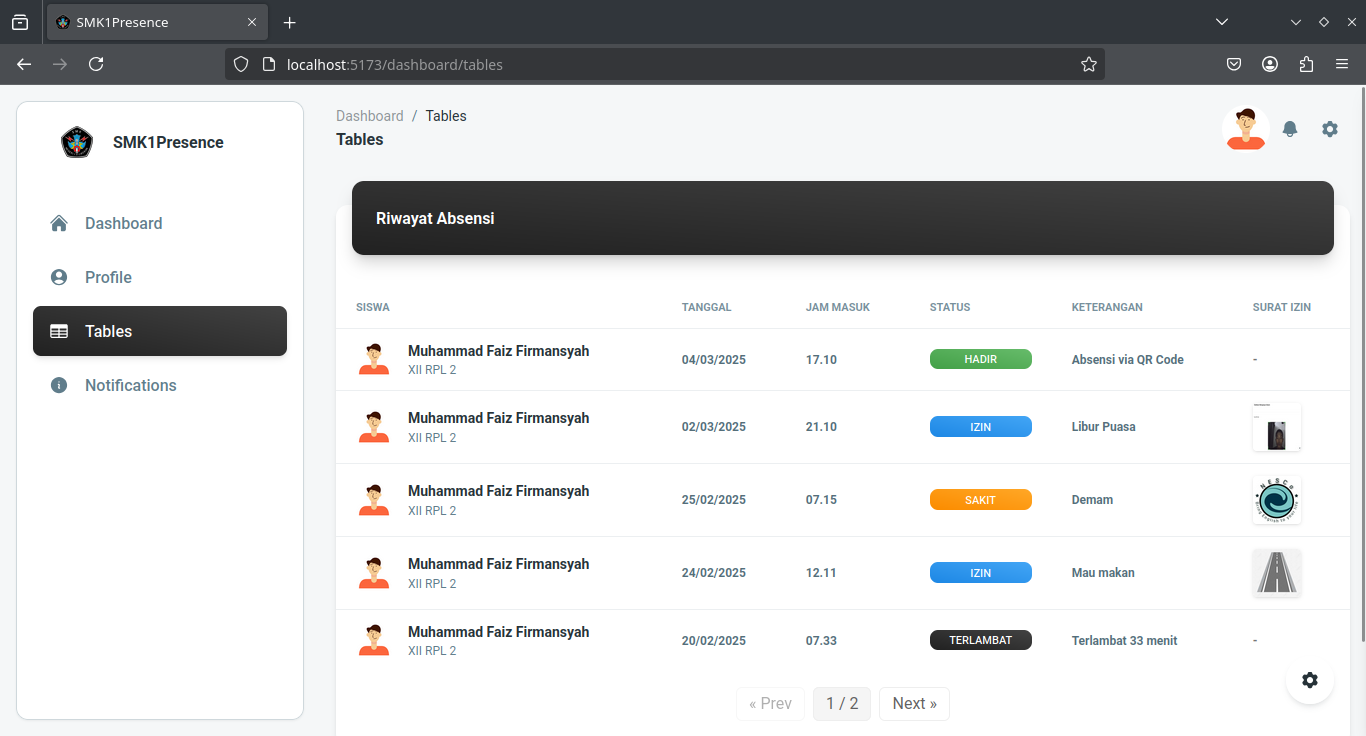 SMK1Presence
localhost:5173/dashboard/tables
SMK1Presence
Dashboard
Profile
Tables
Notifications
Dashboard / Tables
Tables
Riwayat Absensi
SISWA TANGGAL JAM MASUK STATUS KETERANGAN SURAT IZIN
Muhammad Faiz Firmansyah
XII RPL 2
04/03/2025 17.10 HADIR Absensi via QR Code -
Muhammad Faiz Firmansyah
XII RPL 2
02/03/2025 21.10 IZIN Libur Puasa
Muhammad Faiz Firmansyah
XII RPL 2
25/02/2025 07.15 SAKIT Demam
NESCO
Muhammad Faiz Firmansyah
XII RPL 2
24/02/2025 12.11 IZIN Mau makan
Muhammad Faiz Firmansyah
XII RPL 2
20/02/2025 07.33 TERLAMBAT Terlambat 33 menit -
« Prev 1 / 2 Next »